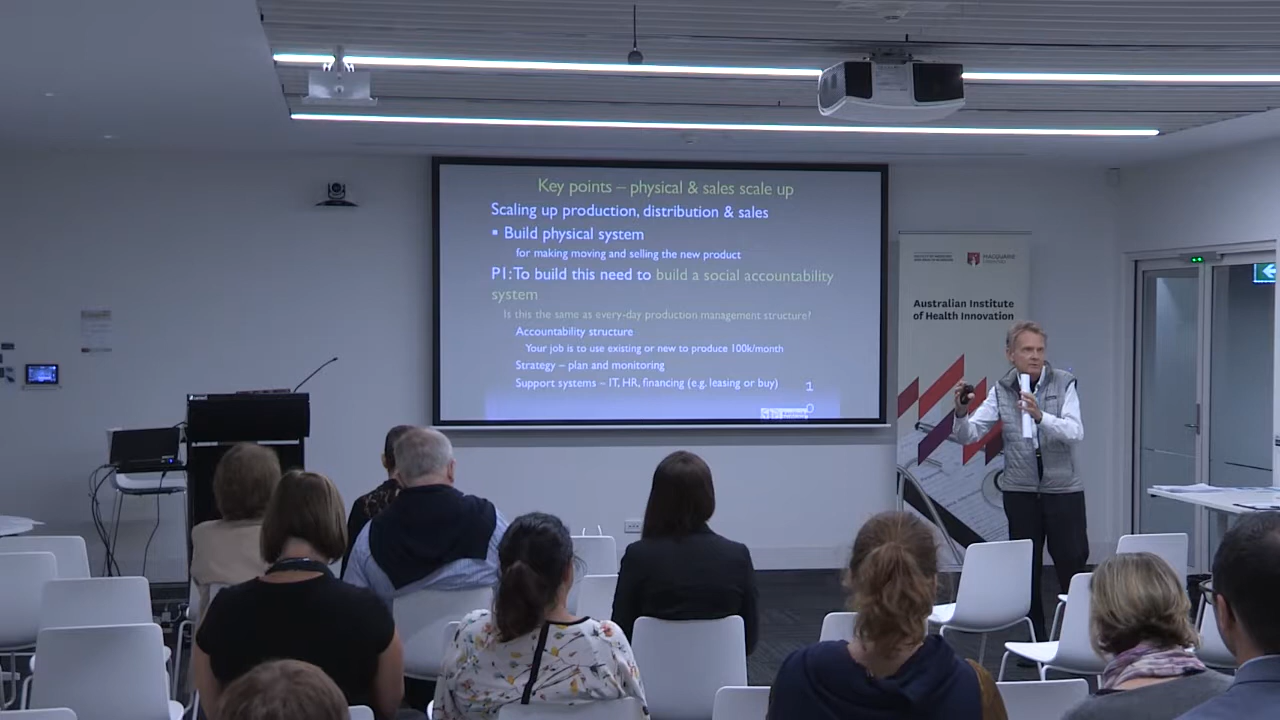 Key points – physical & sales scale up
Scaling up production, distribution & sales
▪ Build physical system
for making moving and selling the new product
P1:To build this need to build a social accountability
system
Is this the same as every-day production management structure?
Accountability structure
Your job is to use existing or new to produce 100k/month
Strategy – plan and monitoring
Support systems – IT, HR, financing (e.g. leasing or buy)
1
0
MACQUARIE
University
Australian Institute
of Health Innovation